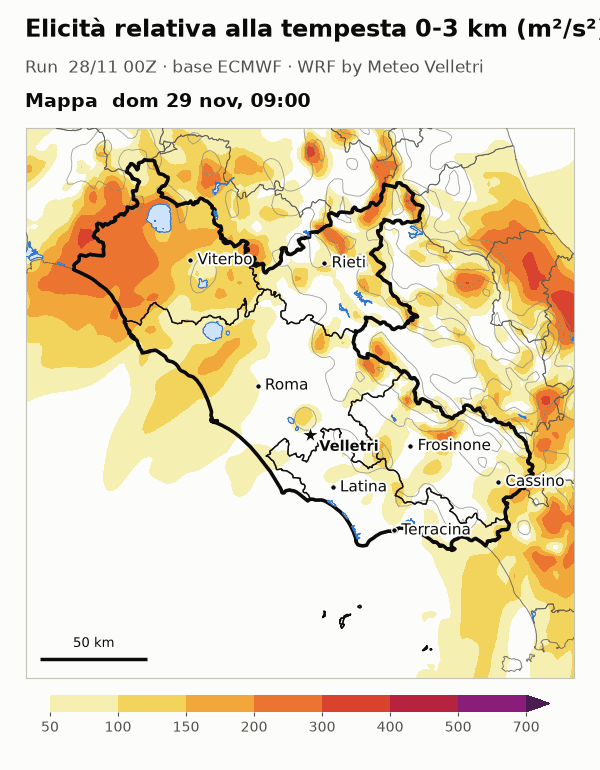 Elicità relativa alla tempesta 0-3 km (m²/s²)
Run  28/11 00Z · base ECMWF · WRF by Meteo Velletri
Mappa  dom 29 nov, 09:00
Viterbo
Rieti
Roma
Velletri
Frosinone
Cassino
Latina
Terracina
50 km
50 100 150 200 300 400 500 700